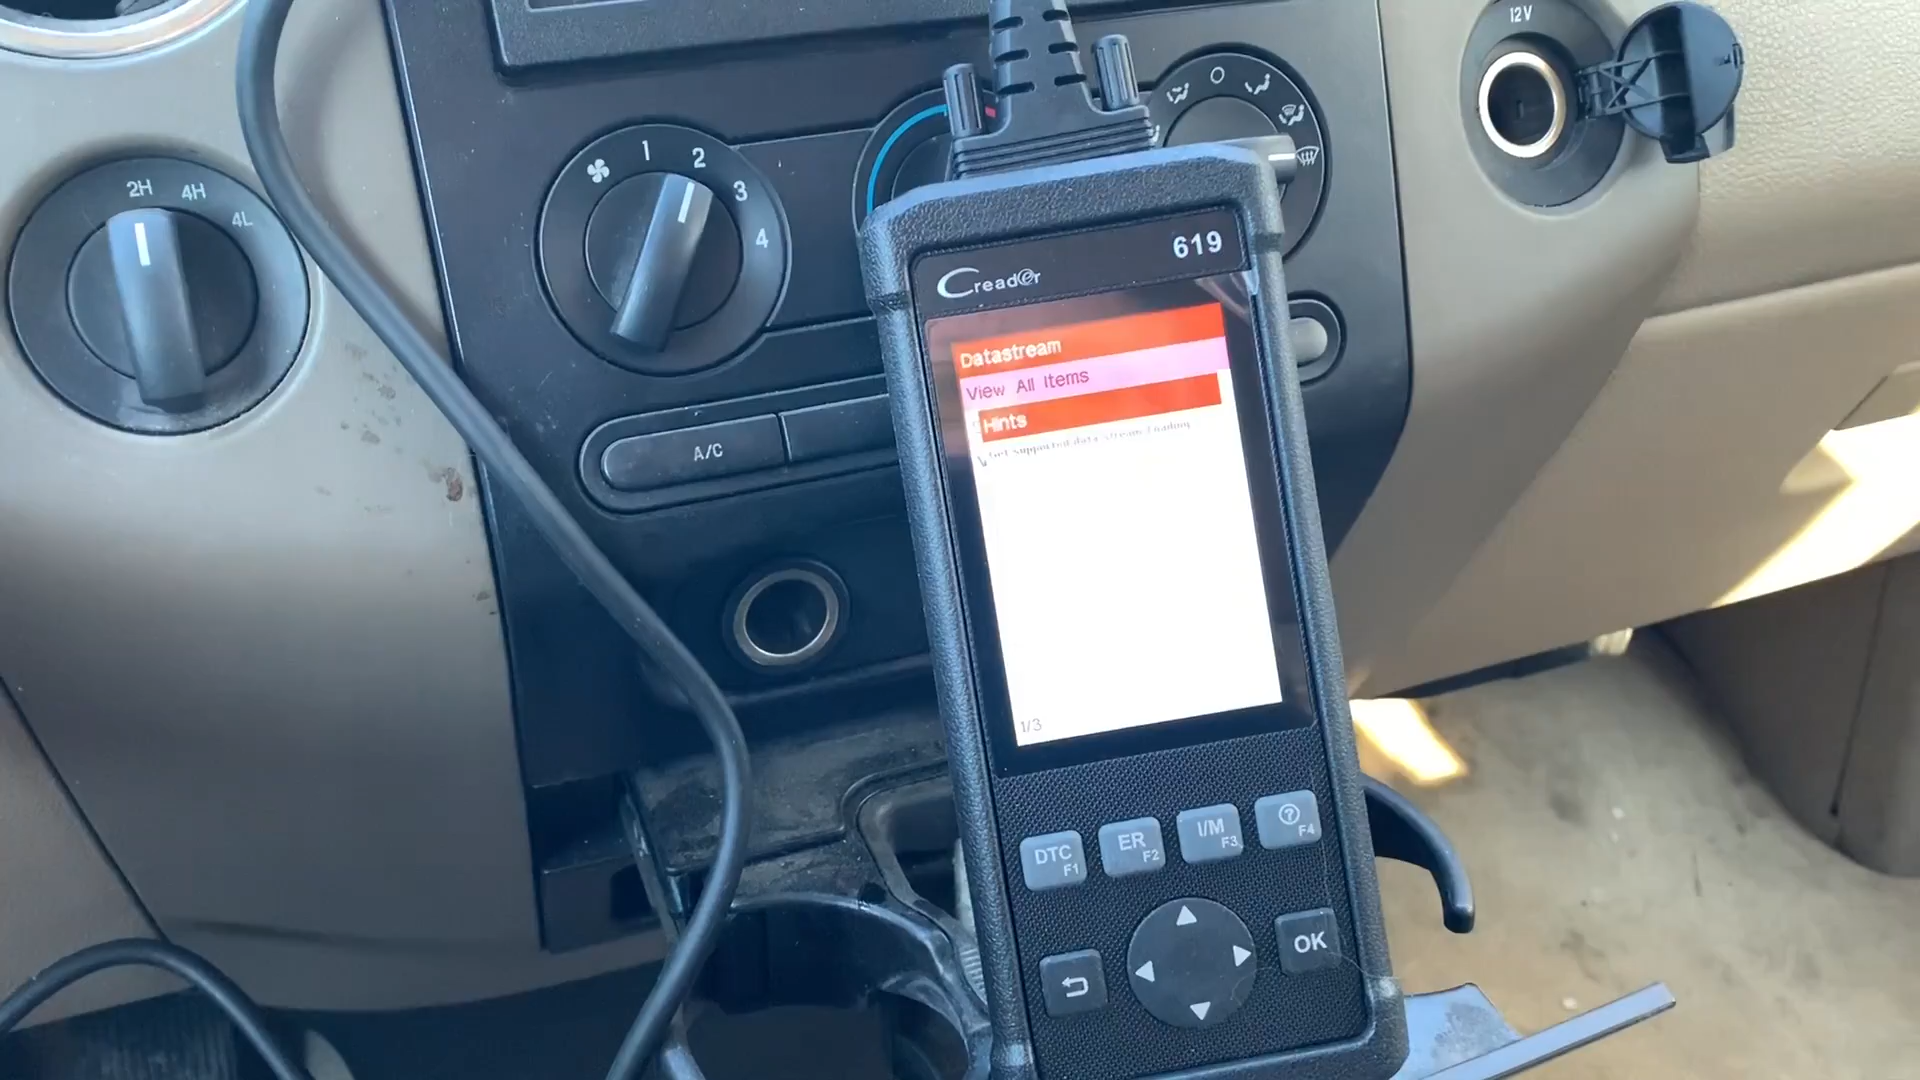 12V
1 2 3 4
2H 4H 4L
619
Creader
Datastream
View All Items
Hints
Get supported data stream loading
A/C
1/3
DTC F1
ER F2
I/M F3
? F4
OK